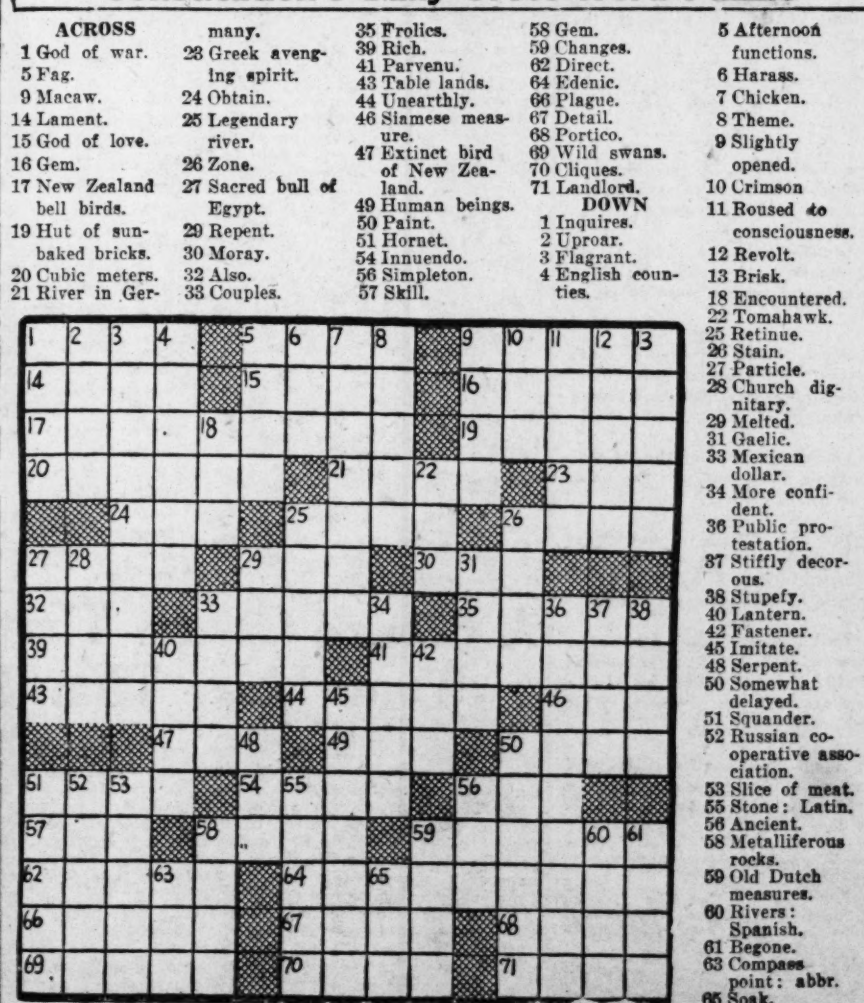 ACROSS
1 God of war.
5 Fag.
9 Macaw.
14 Lament.
15 God of love.
16 Gem.
17 New Zealand
bell birds.
19 Hut of sun-
baked bricks.
20 Cubic meters.
21 River in Ger-
many.
23 Greek aveng-
ing spirit.
24 Obtain.
25 Legendary
river.
26 Zone.
27 Sacred bull of
Egypt.
29 Repent.
30 Moray.
32 Also.
33 Couples.
35 Frolics.
39 Rich.
41 Parvenu.
43 Table lands.
44 Unearthly.
46 Siamese meas-
ure.
47 Extinct bird
of New Zea-
land.
49 Human beings.
50 Paint.
51 Hornet.
54 Innuendo.
56 Simpleton.
57 Skill.
58 Gem.
59 Changes.
62 Direct.
64 Edenic.
66 Plague.
67 Detail.
68 Portico.
69 Wild swans.
70 Cliques.
71 Landlord.
DOWN
1 Inquires.
2 Uproar.
3 Flagrant.
4 English coun-
ties.
5 Afternoon
functions.
6 Harass.
7 Chicken.
8 Theme.
9 Slightly
opened.
10 Crimson
11 Roused to
consciousness.
12 Revolt.
13 Brisk.
18 Encountered.
22 Tomahawk.
25 Retinue.
26 Stain.
27 Particle.
28 Church dig-
nitary.
29 Melted.
31 Gaelic.
33 Mexican
dollar.
34 More confi-
dent.
36 Public pro-
testation.
37 Stiffly decor-
ous.
38 Stupefy.
40 Lantern.
42 Fastener.
45 Imitate.
48 Serpent.
50 Somewhat
delayed.
51 Squander.
52 Russian co-
operative asso-
ciation.
53 Slice of meat.
55 Stone: Latin.
56 Ancient.
58 Metalliferous
rocks.
59 Old Dutch
measures.
60 Rivers:
Spanish.
61 Begone.
63 Compass
point: abbr.
65 Soak.
1 2 3 4 5 6 7 8 9 10 11 12 13
14 15 16
17 18 19
20 21 22 23
24 25 26
27 28 29 30 31
32 33 34 35 36 37 38
39 40 41 42
43 44 45 46
47 48 49 50
51 52 53 54 55 56
57 58 59 60 61
62 63 64 65
66 67 68
69 70 71